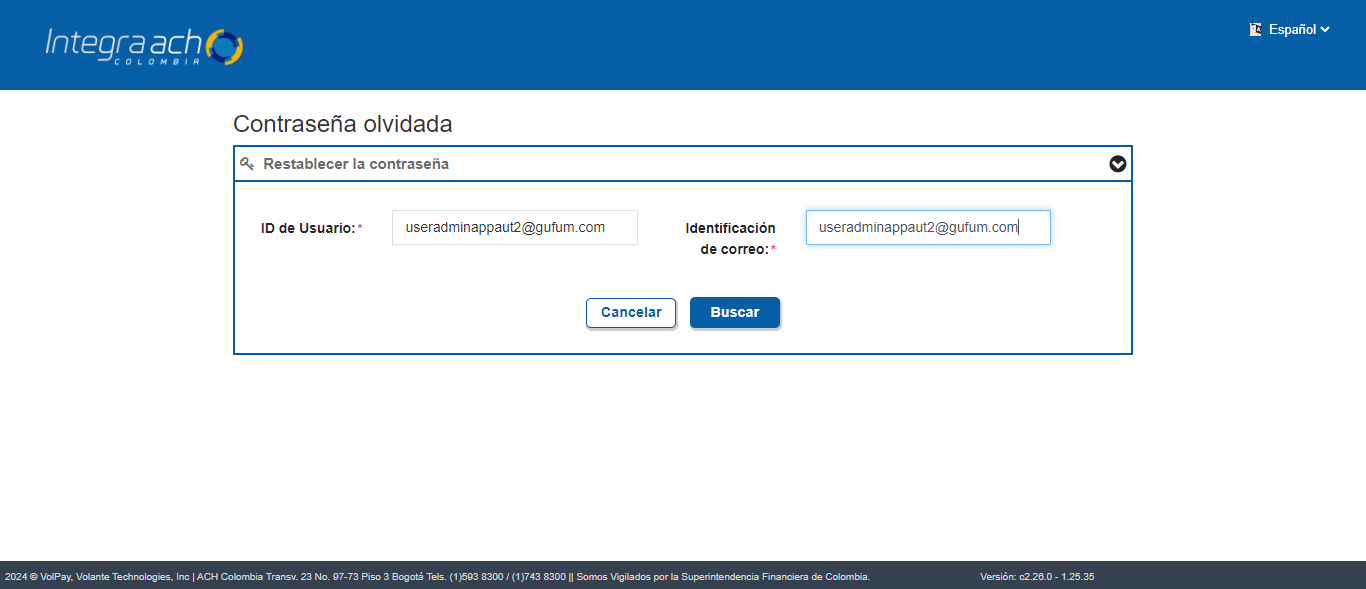 Integra ach
COLOMBIA
Español
Contraseña olvidada
Restablecer la contraseña
ID de Usuario:*
useradminappaut2@gufum.com
Identificación
de correo:*
useradminappaut2@gufum.com
Cancelar
Buscar
2024 © VolPay, Volante Technologies, Inc | ACH Colombia Transv. 23 No. 97-73 Piso 3 Bogotá Tels. (1)593 8300 / (1)743 8300 || Somos Vigilados por la Superintendencia Financiera de Colombia.
Versión: c2.26.0 - 1.25.35